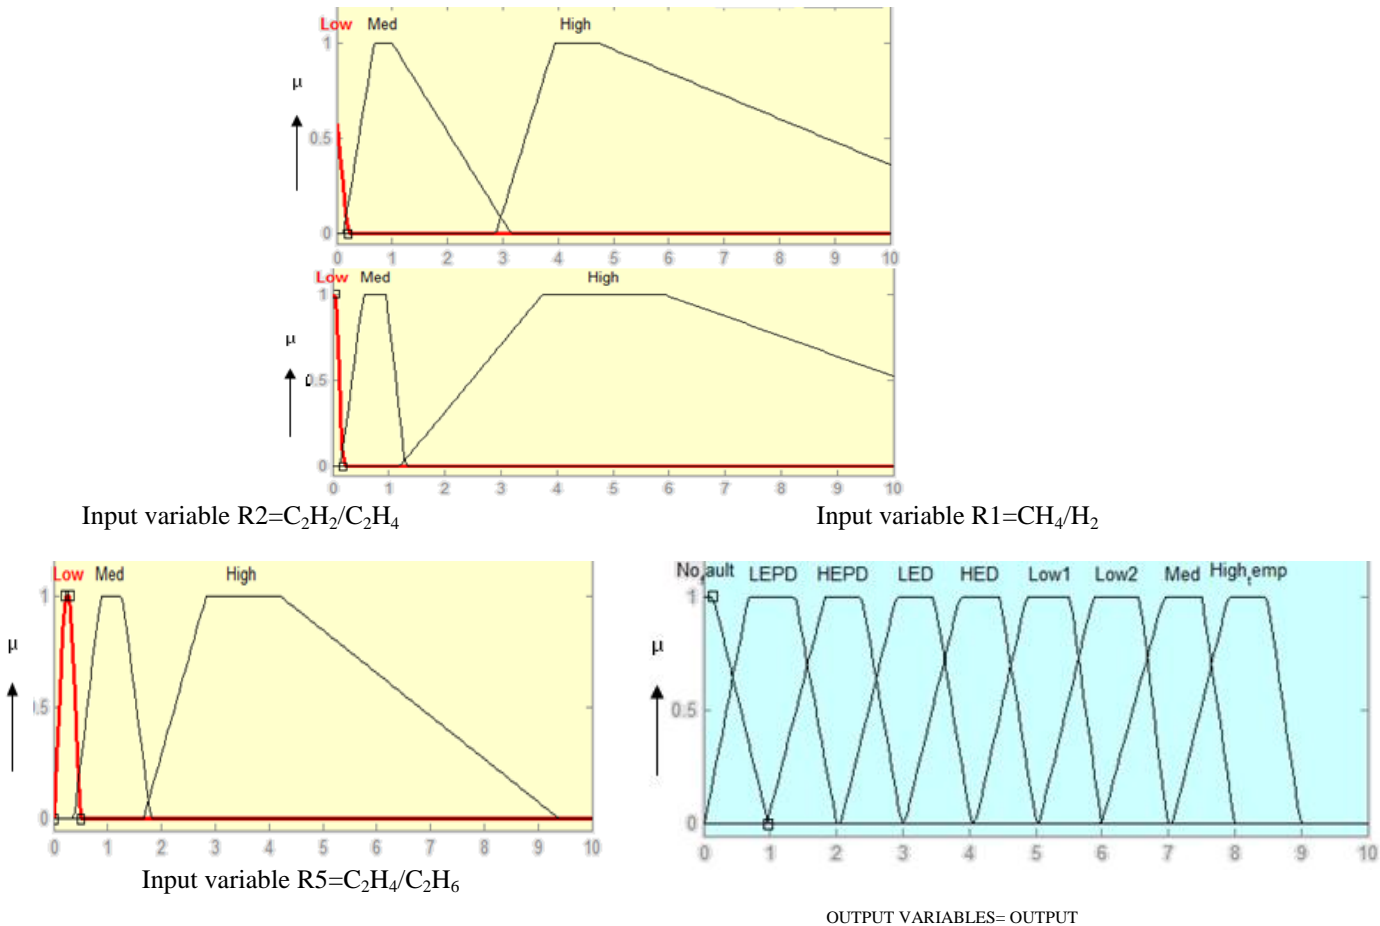 Low Med High
1
μ
0.5
0
0 1 2 3 4 5 6 7 8 9 10
Low Med High
1
μ
0.5
0
0 1 2 3 4 5 6 7 8 9 10
Input variable R2=C₂H₂/C₂H₄ Input variable R1=CH₄/H₂
Low Med High
1
μ
0 1 2 3 4 5 6 7 8 9 10
0
Input variable R5=C₂H₄/C₂H₆
LEPD HEPD LED HED Low1 Low2 Med
1
μ
0.5
0
0 1 2 3 4 5 6 7 8 9 10
OUTPUT VARIABLES= OUTPUT